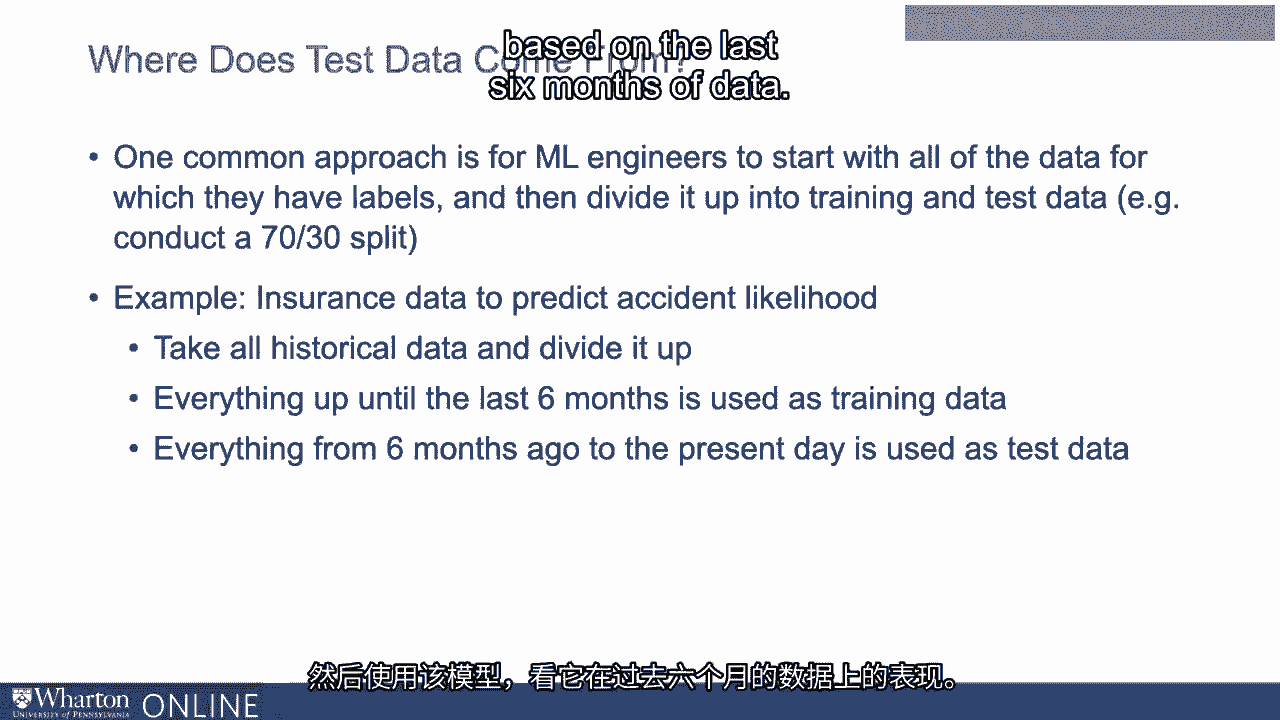 Where Does Test Data Come From?
based on the last
six months of data.
• One common approach is for ML engineers to start with all of the data for
which they have labels, and then divide it up into training and test data (e.g.
conduct a 70/30 split)
• Example: Insurance data to predict accident likelihood
• Take all historical data and divide it up
• Everything up until the last 6 months is used as training data
• Everything from 6 months ago to the present day is used as test data
然后使用该模型，看它在过去六个月的数据上的表现。
Wharton ONLINE
UNIVERSITY of PENNSYLVANIA